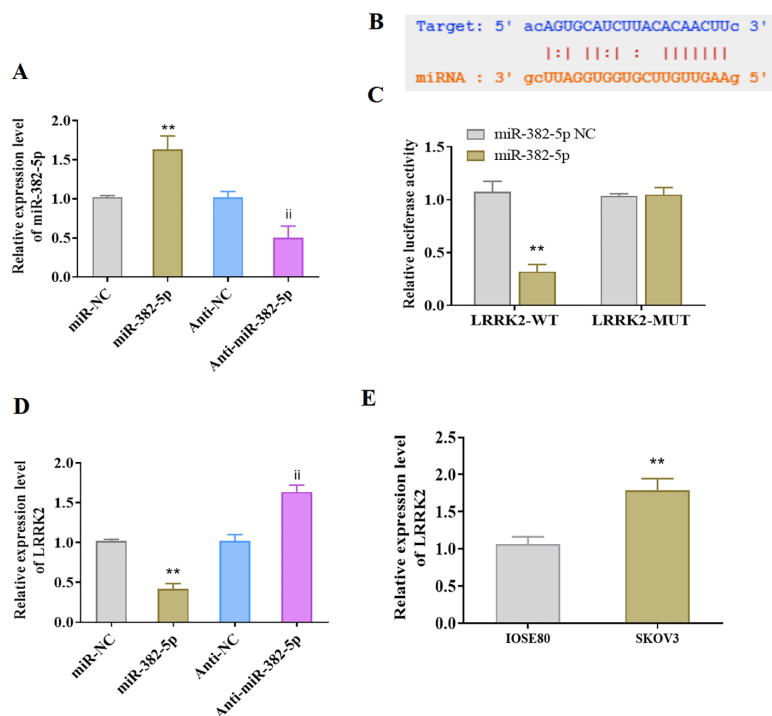 A
Relative expression level
of miR-382-5p
2.0
1.5
1.0
0.5
0.0
**
ii
miR-NC
miR-382-5p
Anti-NC
Anti-miR-382-5p
B
Target: 5' acAGUGCAUCUUACACAACUUc 3'
|:| ||:| : |||||||
miRNA : 3' gcUUAGGUGGUGCUUGUUGAAg 5'
C
miR-382-5p NC
miR-382-5p
Relative luciferase activity
1.5
1.0
0.5
0.0
**
LRRK2-WT
LRRK2-MUT
D
Relative expression level
of LRRK2
2.0
1.5
1.0
0.5
0.0
**
ii
miR-NC
miR-382-5p
Anti-NC
Anti-miR-382-5p
E
Relative expression level
of LRRK2
2.5
2.0
1.5
1.0
0.5
0.0
**
IOSE80
SKOV3